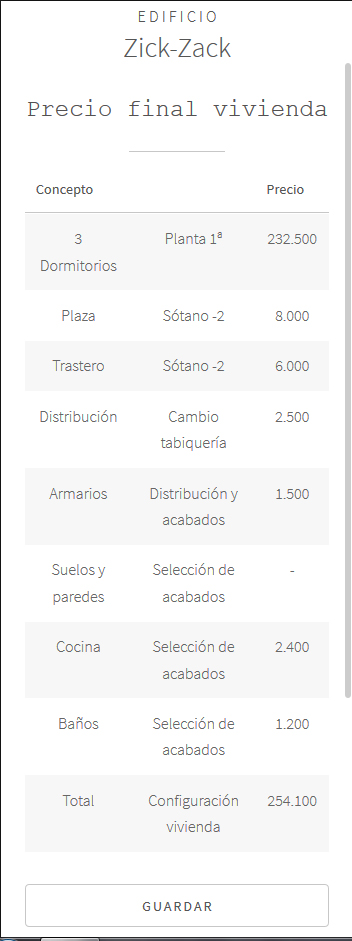 EDIFICIO
Zick-Zack
Precio final vivienda
Concepto Precio
3 Dormitorios Planta 1ª 232.500
Plaza Sótano -2 8.000
Trastero Sótano -2 6.000
Distribución Cambio tabiquería 2.500
Armarios Distribución y acabados 1.500
Suelos y paredes Selección de acabados -
Cocina Selección de acabados 2.400
Baños Selección de acabados 1.200
Total Configuración vivienda 254.100
GUARDAR